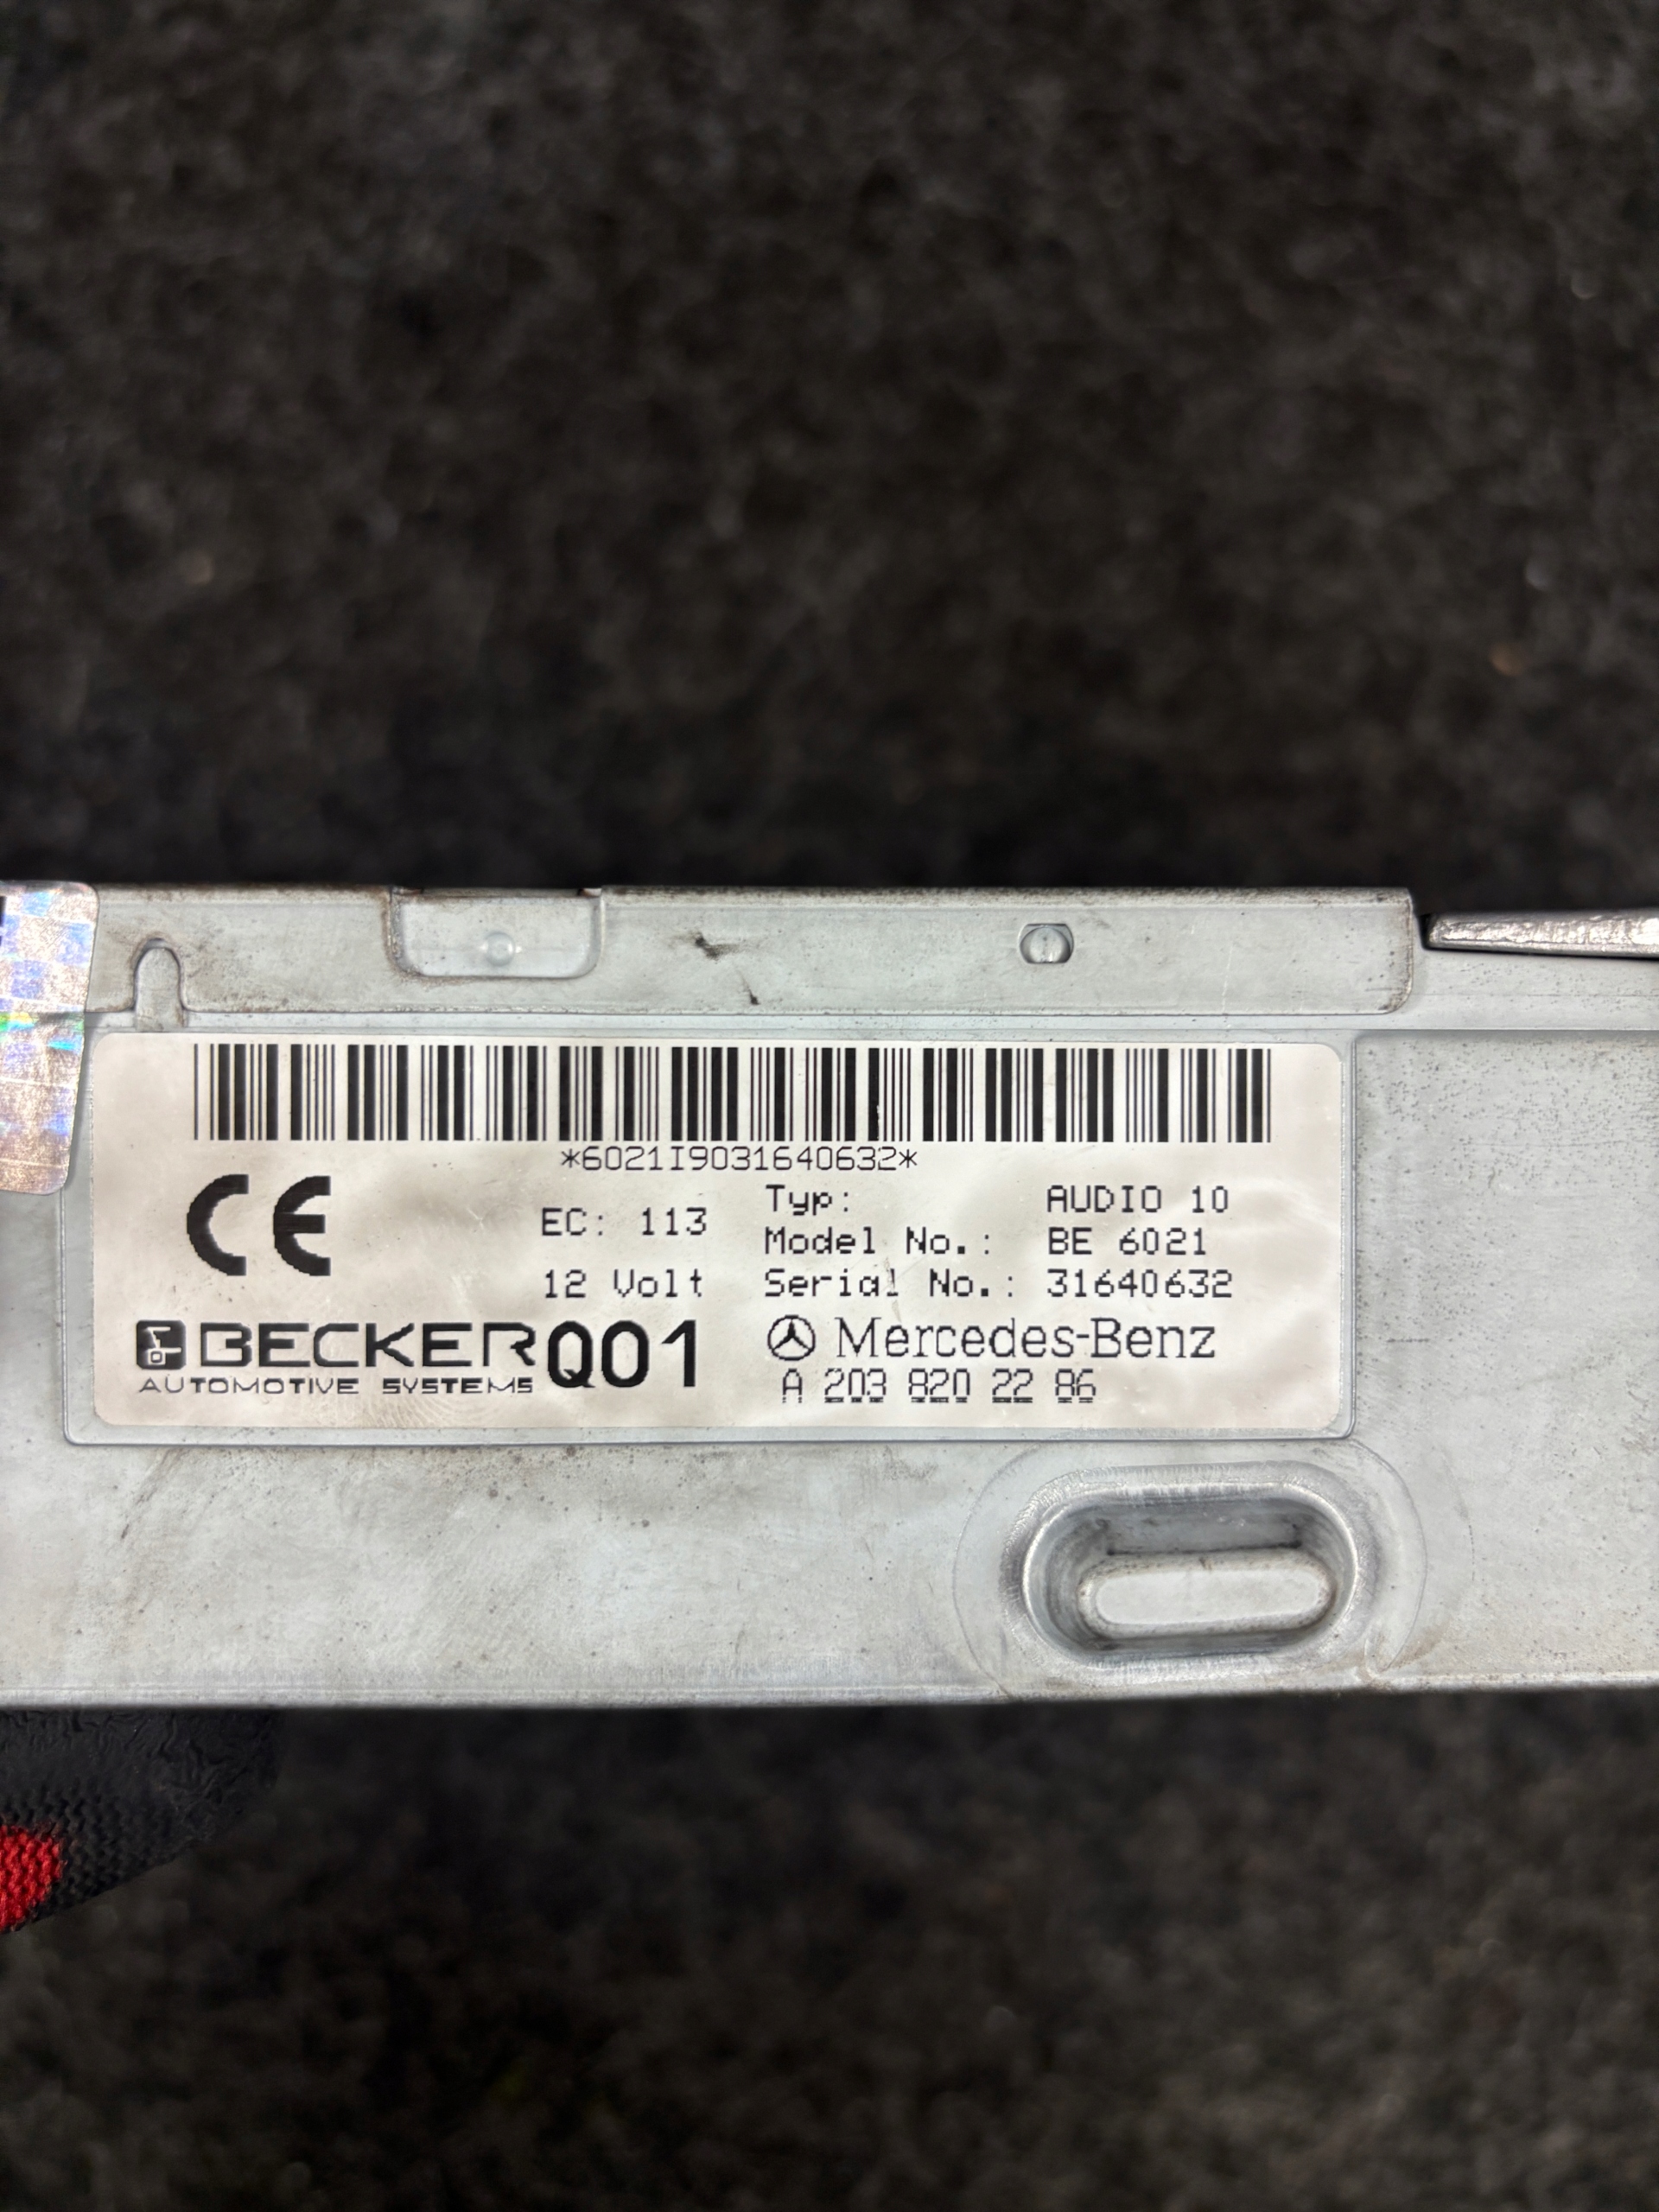 *6021I9031640632*
CE
EC: 113
12 Volt
Typ: AUDIO 10
Model No.: BE 6021
Serial No.: 31640632
BECKER 001
AUTOMOTIVE SYSTEMS
Mercedes-Benz
A 203 820 22 86